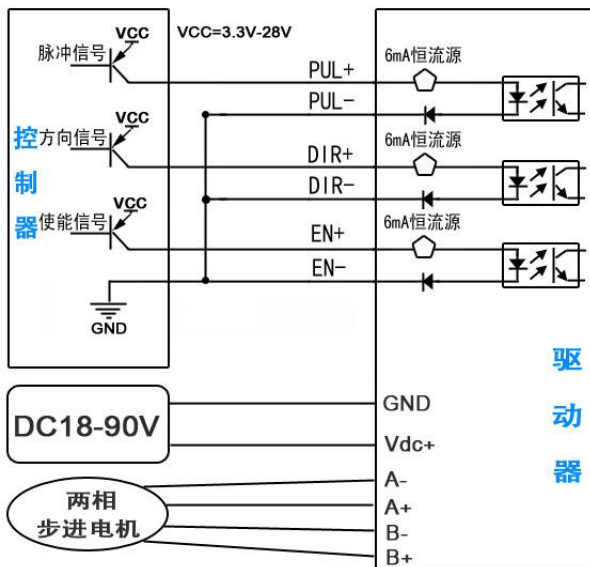 VCC
VCC=3.3V-28V
脉冲信号
6mA恒流源
PUL+
PUL-
VCC
方向信号
6mA恒流源
DIR+
DIR-
控制器
VCC
使能信号
6mA恒流源
EN+
EN-
GND
驱动器
DC18-90V
GND
Vdc+
两相
步进电机
A-
A+
B-
B+